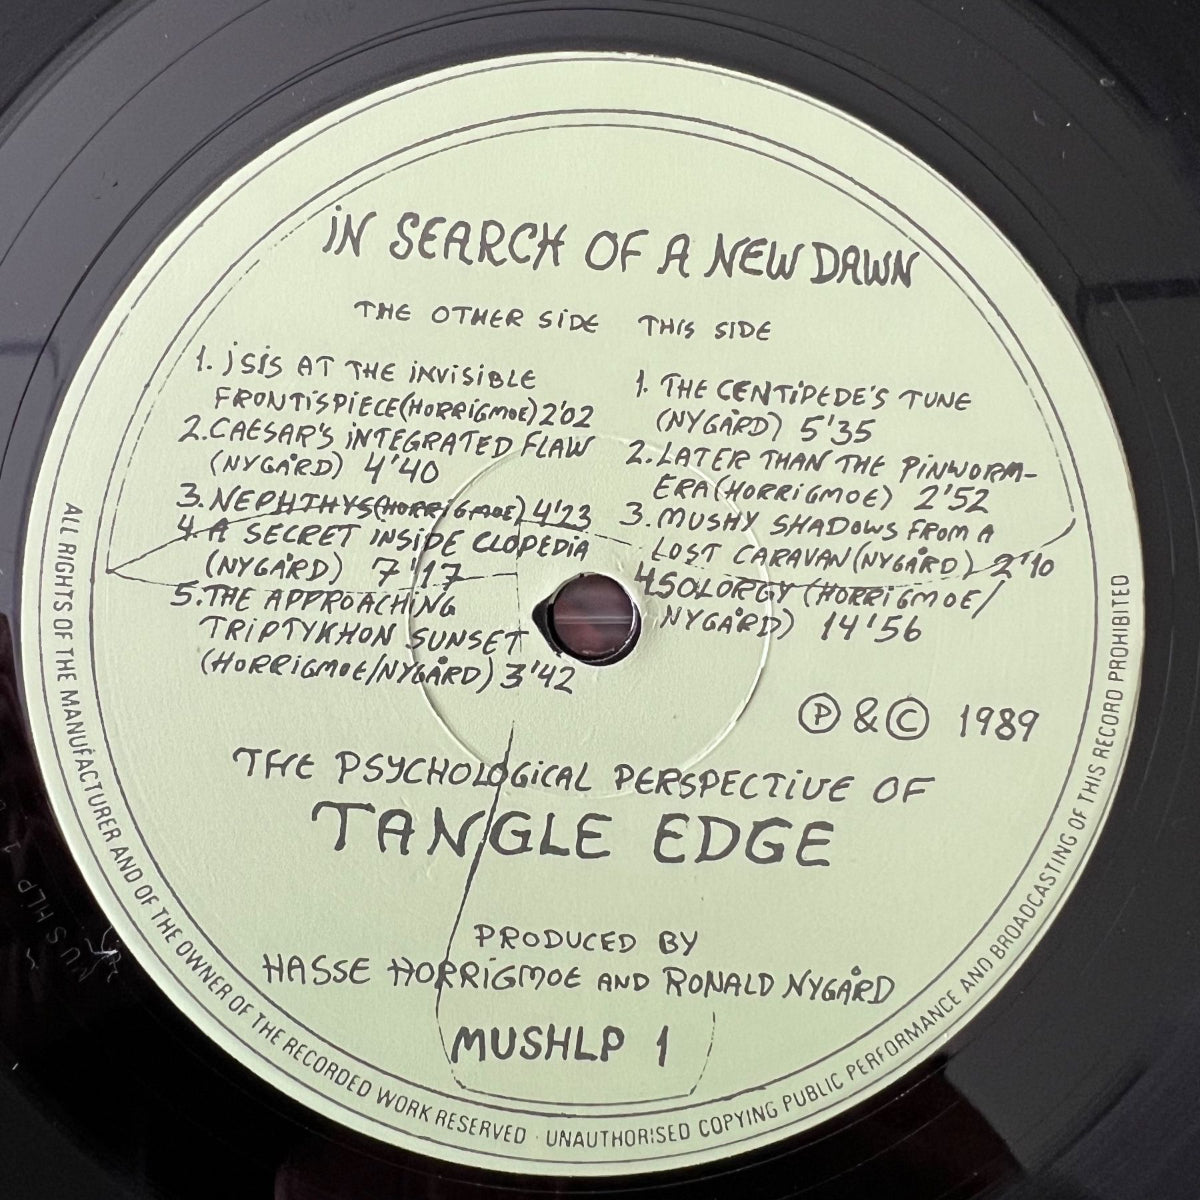 iN SEARCH OF A NEW DAWN
THE OTHER SiDE THiS SiDE
1. iSiS AT THE iNViSiBLE
FRONTiSPiECE (HORRiGMOE) 2'02
2. CAESAR'S iNTEGRATED FLAW
(NYGÅRD) 4'40
3. NEPHTHYS (HORRiGMOE) 4'23
4. A SECRET iNSiDE CLOPEDiA
(NYGÅRD) 7'17
5. THE APPROACHiNG
TRiPTYKHON SUNSET
(HORRiGMOE/NYGÅRD) 3'42
1. THE CENTiPEDE'S TUNE
(NYGÅRD) 5'35
2. LATER THAN THE PiNWORM-
ERA (HORRiGMOE) 2'52
3. MUSHY SHADOWS FROM A
LOST CARAVAN (NYGÅRD) 2'10
4. SOLORGY (HORRiGMOE/
NYGÅRD) 14'56
Ⓟ & © 1989
THE PSYCHOLOGiCAL PERSPECTiVE OF
TANGLE EDGE
PRODUCED BY
HASSE HORRiGMOE AND RONALD NYGÅRD
MUSHLP 1
ALL RIGHTS OF THE MANUFACTURER AND OF THE OWNER OF THE RECORDED WORK RESERVED · UNAUTHORISED COPYING PUBLIC PERFORMANCE AND BROADCASTING OF THIS RECORD PROHIBITED
MUSHLP 1